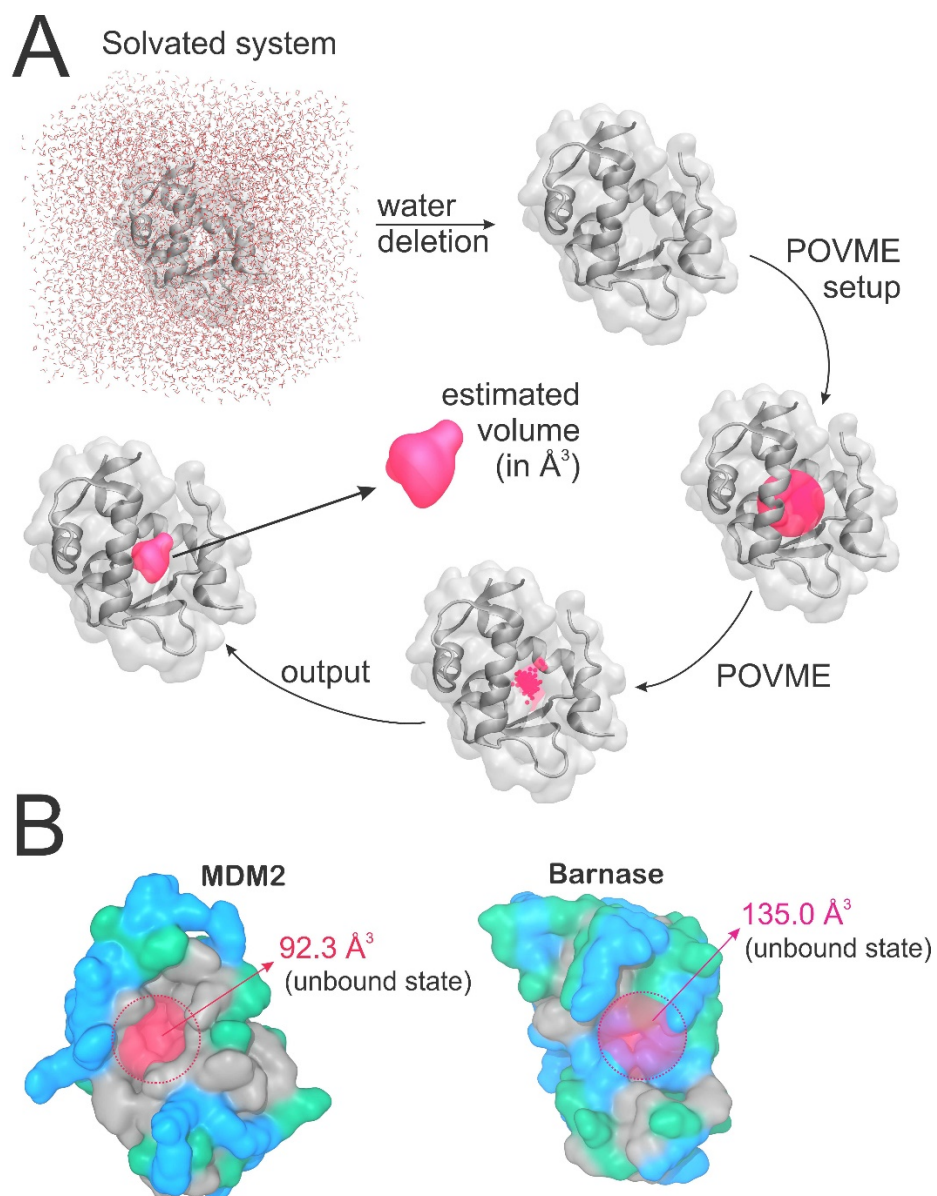 A
Solvated system
water
deletion
POVME
setup
estimated
volume
(in Å³)
POVME
output
B
MDM2
92.3 Å³
(unbound state)
Barnase
135.0 Å³
(unbound state)